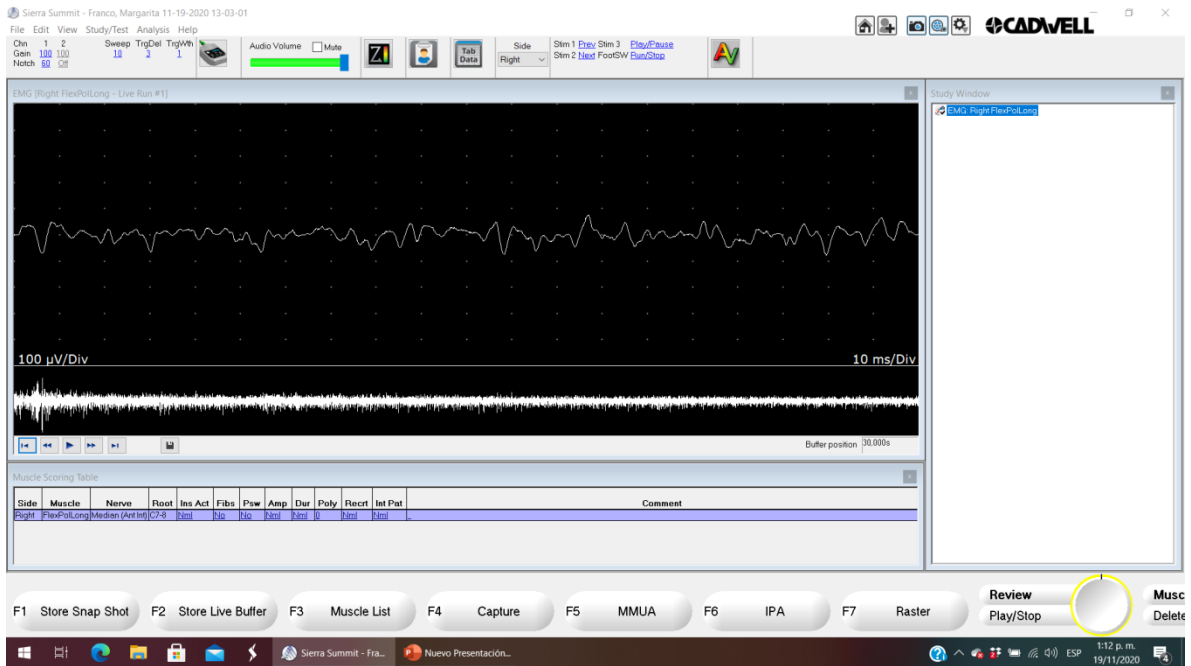 Sierra Summit - Franco, Margarita 11-19-2020 13-03-01
File Edit View Study/Test Analysis Help
CADWELL
Chn 1 2 Sweep TrgDel TrgWth
Gain 100 100 10 3 1
Notch 60 Off
Audio Volume Mute
Tab Data
Side
Right
Stim 1 Prev Stim 3 Play/Pause
Stim 2 Next FootSW Run/Stop
EMG [Right FlexPolLong - Live Run #1]
Study Window
EMG: Right FlexPolLong
100 µV/Div 10 ms/Div
Buffer position 30,000s
Muscle Scoring Table
Side Muscle Nerve Root Ins Act Fibs Psw Amp Dur Poly Recrt Int Pat Comment
Right FlexPolLong Medien (Ant Int) C7-8 Nml No No Nml Nml 0 Nml Nml
F1 Store Snap Shot F2 Store Live Buffer F3 Muscle List F4 Capture F5 MMUA F6 IPA F7 Raster
Review
Play/Stop
Musc
Delete
Sierra Summit - Fra...
Nuevo Presentación...
ESP
1:12 p. m.
19/11/2020
4